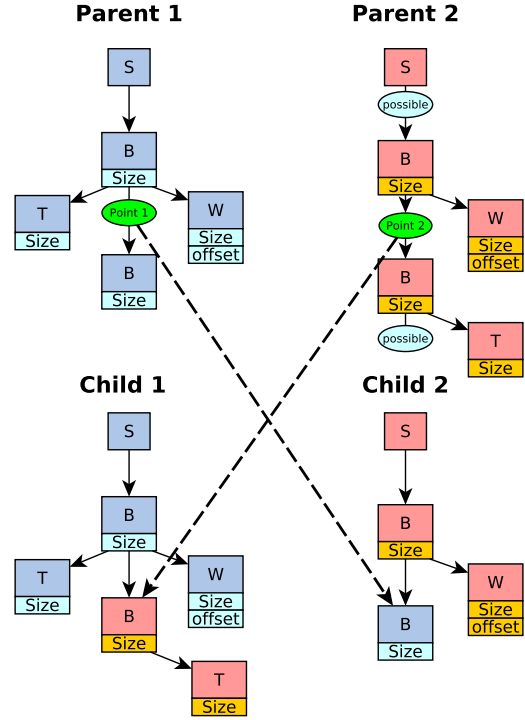 Parent 1
S
B
Size
T
Size
Point 1
W
Size
offset
B
Size
Parent 2
S
possible
B
Size
Point 2
W
Size
offset
B
Size
possible
T
Size
Child 1
S
B
Size
T
Size
W
Size
offset
B
Size
T
Size
Child 2
S
B
Size
W
Size
offset
B
Size